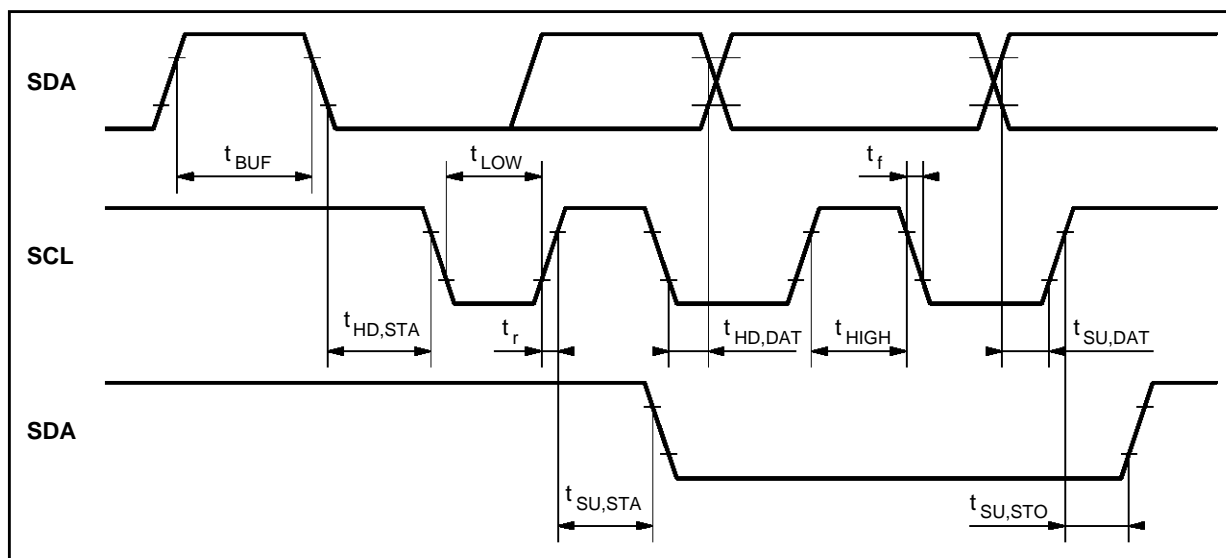 SDA
t BUF
t LOW
t f
SCL
t HD,STA
t r
t HD,DAT
t HIGH
t SU,DAT
SDA
t SU,STA
t SU,STO